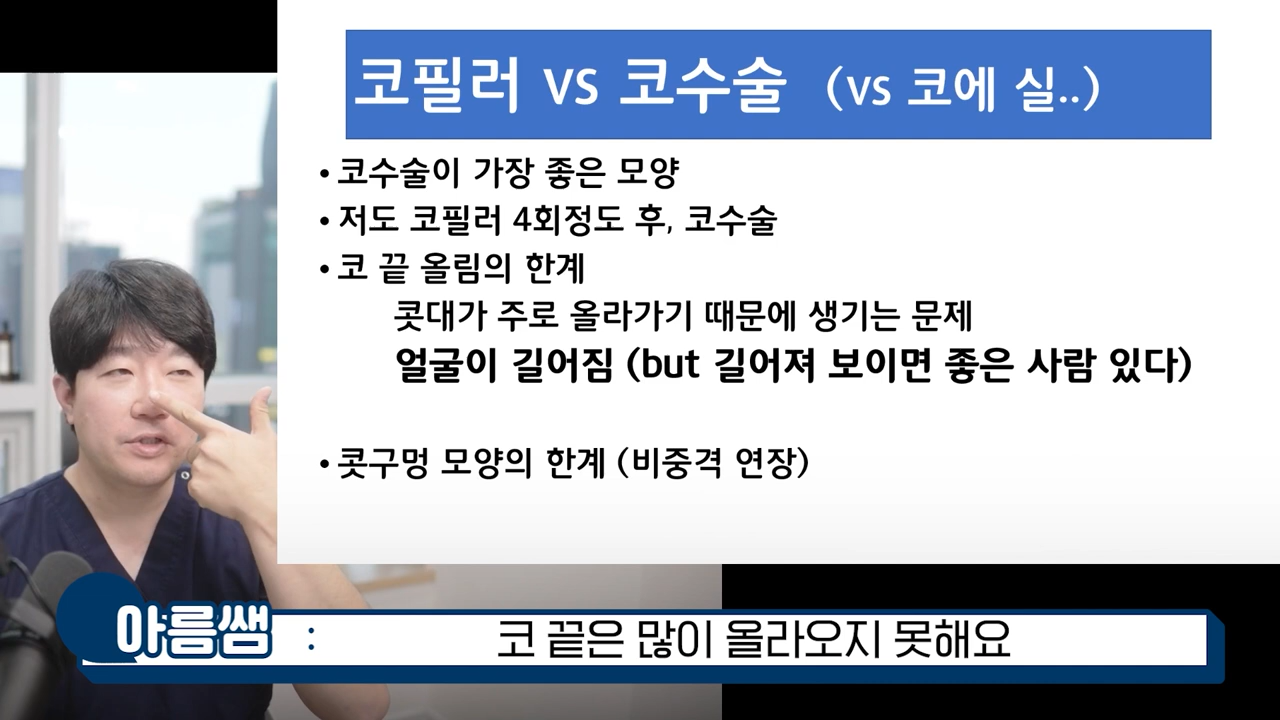 코필러 vs 코수술 (vs 코에 실..)
• 코수술이 가장 좋은 모양
• 저도 코필러 4회정도 후, 코수술
• 코 끝 올림의 한계
콧대가 주로 올라가기 때문에 생기는 문제
얼굴이 길어짐 (but 길어져 보이면 좋은 사람 있다)
• 콧구멍 모양의 한계 (비중격 연장)
아름쌤 : 코 끝은 많이 올라오지 못해요